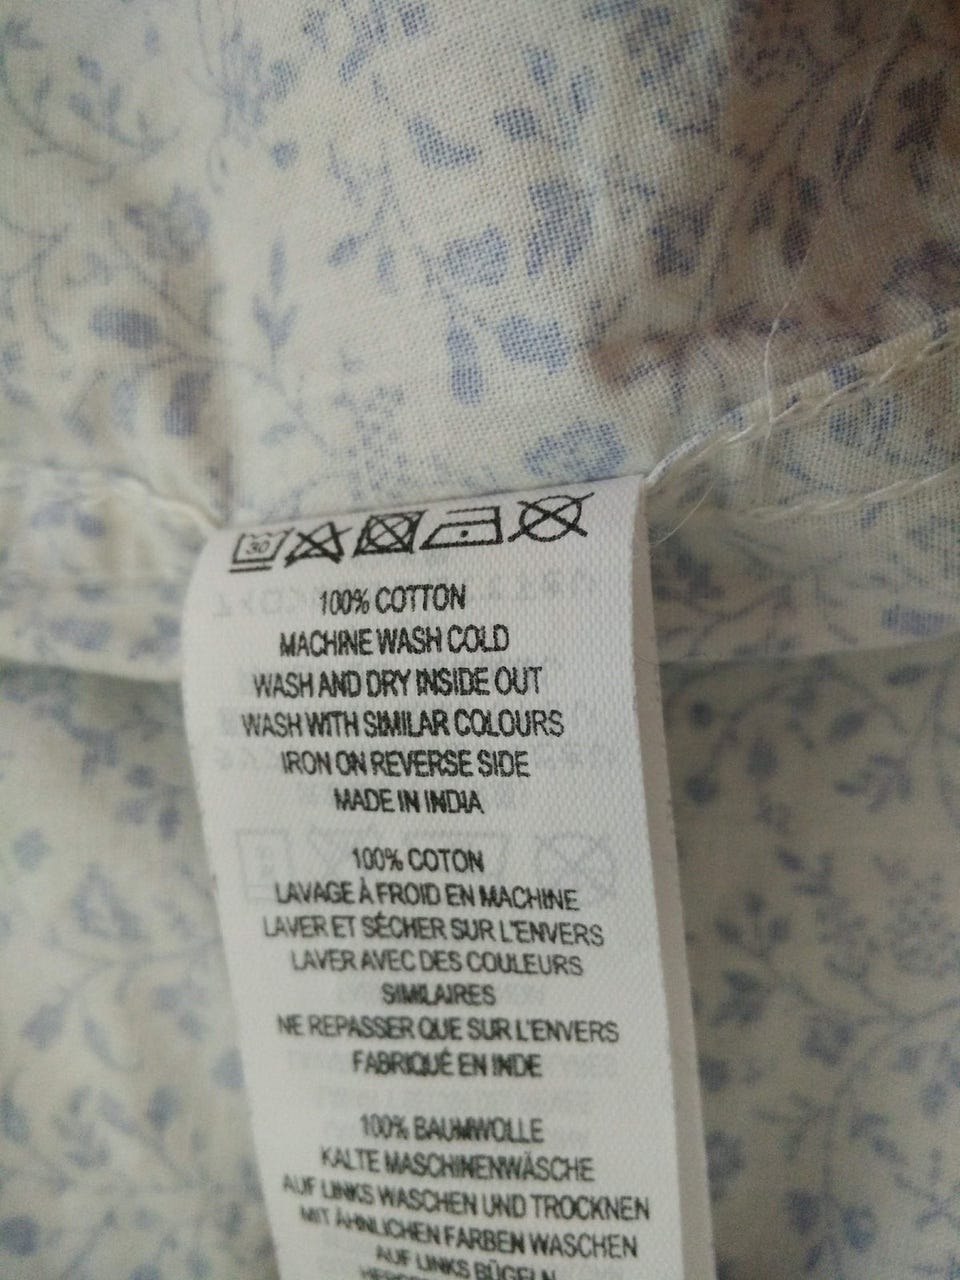 30
100% COTTON
MACHINE WASH COLD
WASH AND DRY INSIDE OUT
WASH WITH SIMILAR COLOURS
IRON ON REVERSE SIDE
MADE IN INDIA
100% COTON
LAVAGE À FROID EN MACHINE
LAVER ET SÉCHER SUR L'ENVERS
LAVER AVEC DES COULEURS
SIMILAIRES
NE REPASSER QUE SUR L'ENVERS
FABRIQUÉ EN INDE
100% BAUMWOLLE
KALTE MASCHINENWÄSCHE
AUF LINKS WASCHEN UND TROCKNEN
MIT ÄHNLICHEN FARBEN WASCHEN
AUF LINKS BÜGELN